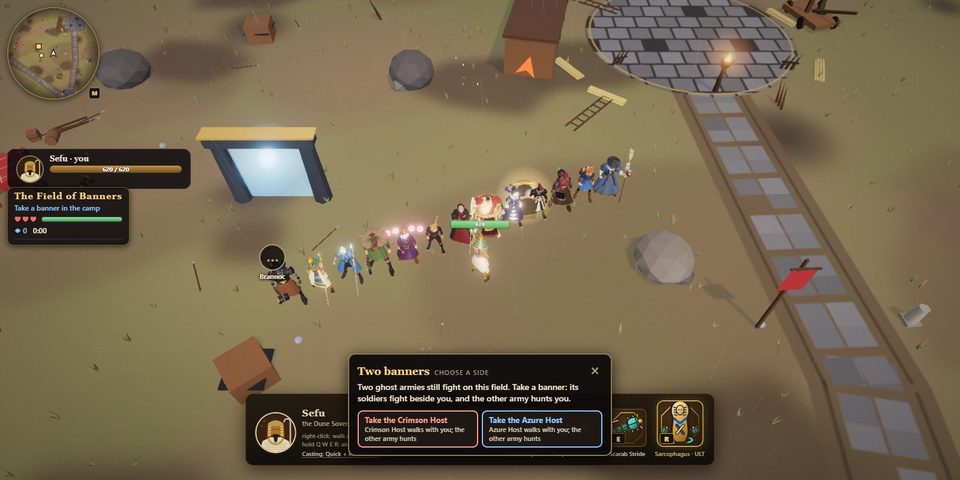 M
Sefu · you
620 / 620
The Field of Banners
Take a banner in the camp
0 0:00
Brannoc
Two banners CHOOSE A SIDE
Two ghost armies still fight on this field. Take a banner: its
soldiers fight beside you, and the other army hunts you.
Take the Crimson Host
Crimson Host walks with you; the
other army hunts
Take the Azure Host
Azure Host walks with you; the
other army hunts
Sefu
the Dune Sover
right-click: walk
hold Q W E R: ai
Casting: Quick
E
Scarab Stride
R
Sarcophagus · ULT